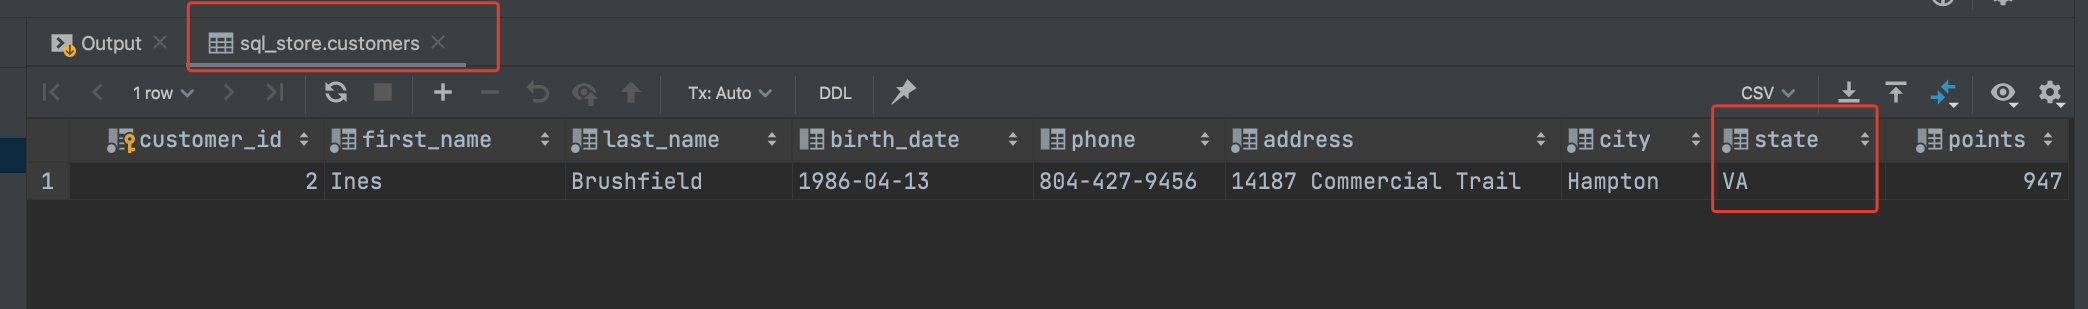 Output sql_store.customers
1 row Tx: Auto DDL CSV
customer_id first_name last_name birth_date phone address city state points
1 2 Ines Brushfield 1986-04-13 804-427-9456 14187 Commercial Trail Hampton VA 947